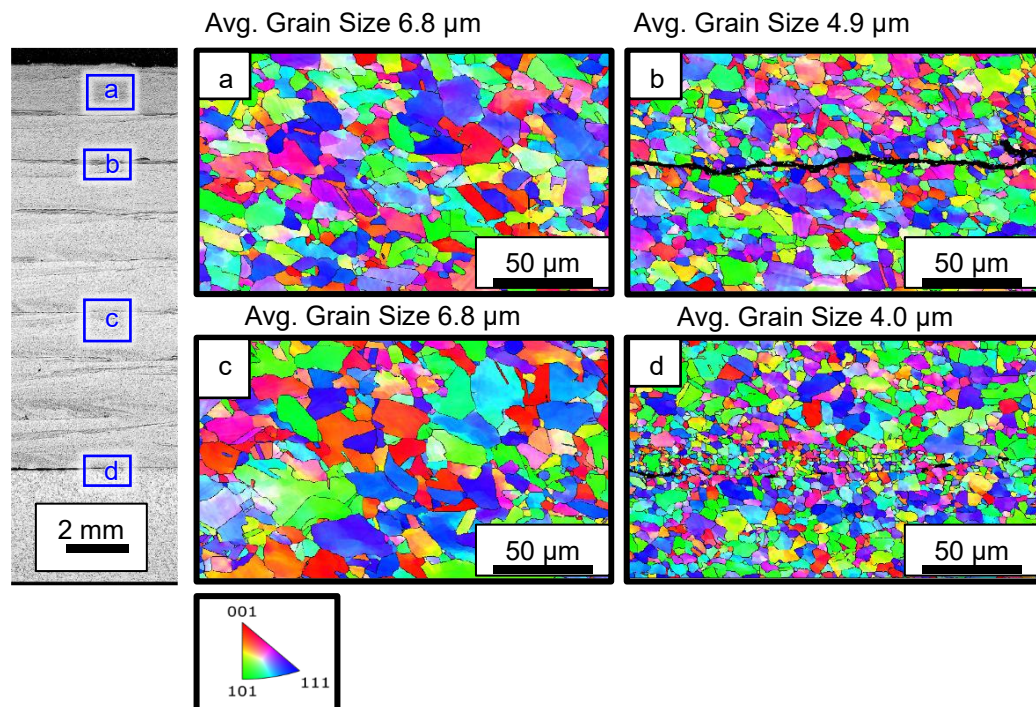 Avg. Grain Size 6.8 µm
Avg. Grain Size 4.9 µm
a
b
c
d
2 mm
a
50 µm
b
50 µm
Avg. Grain Size 6.8 µm
Avg. Grain Size 4.0 µm
c
50 µm
d
50 µm
001
101
111